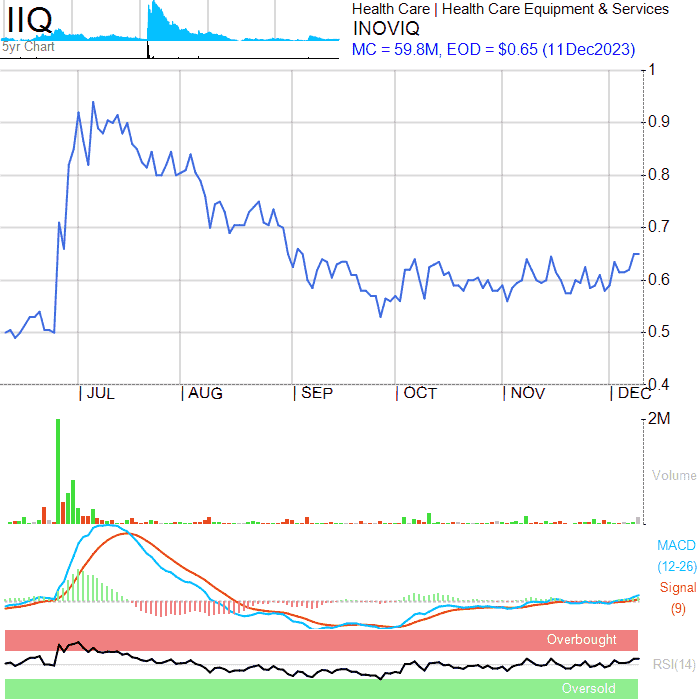 IIQ
5yr Chart
Health Care | Health Care Equipment & Services
INOVIQ
MC = 59.8M, EOD = $0.65 (11Dec2023)
1
0.9
0.8
0.7
0.6
0.5
0.4
JUL
AUG
SEP
OCT
NOV
DEC
2M
Volume
MACD
(12-26)
Signal
(9)
Overbought
RSI(14)
Oversold